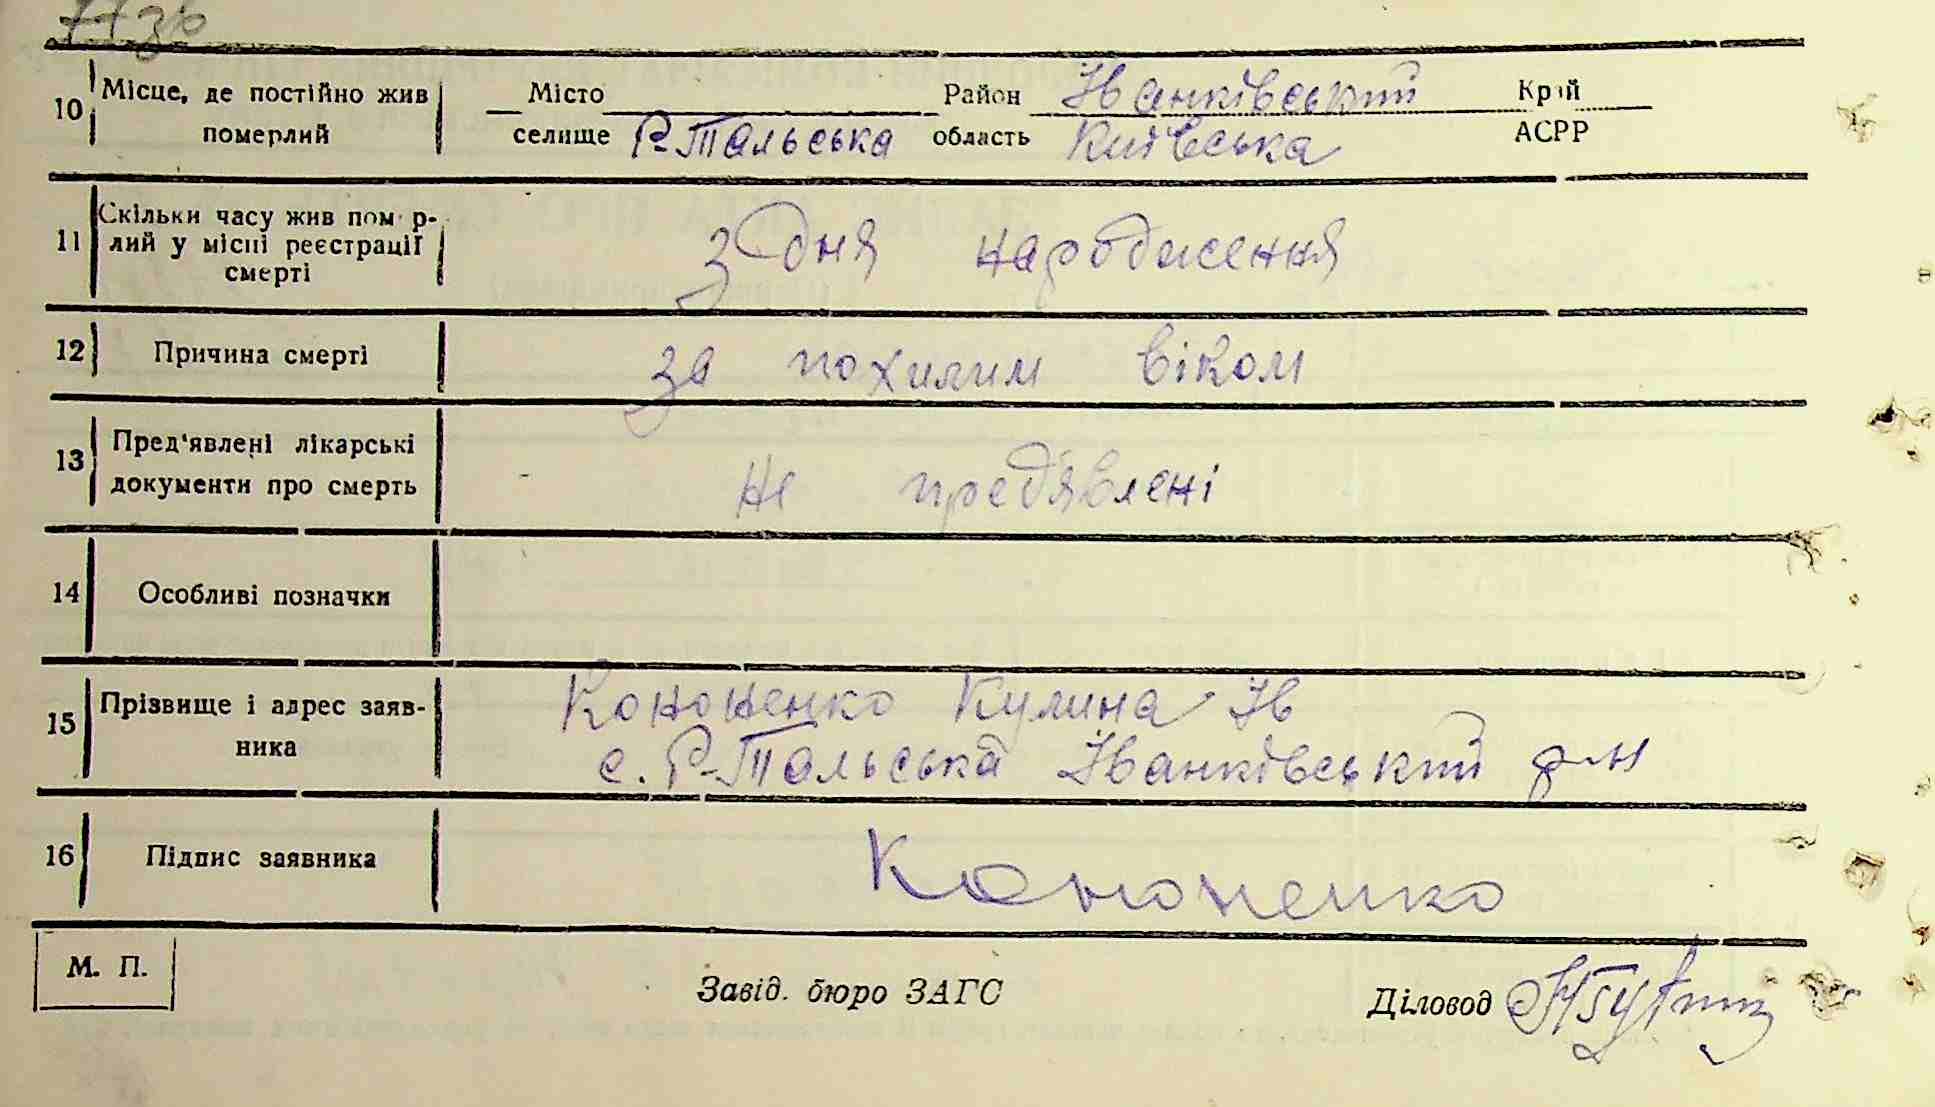 10 Місце, де постійно жив померлий
Місто Район Іванківський Край
селище Р-Тальська область Київська АСРР
11 Скільки часу жив пом р-
лий у місці реєстрації
смерті
з дня народження
12 Причина смерті за похилим віком
13 Пред'явлені лікарські
документи про смерть
не предявлені
14 Особливі позначки
15 Прізвище і адрес заяв-
ника
Кононенко Кулина Ів
с. Р-Тальська Іванківський р-н
16 Підпис заявника Кононенко
М. П.
Завід. бюро ЗАГС Діловод